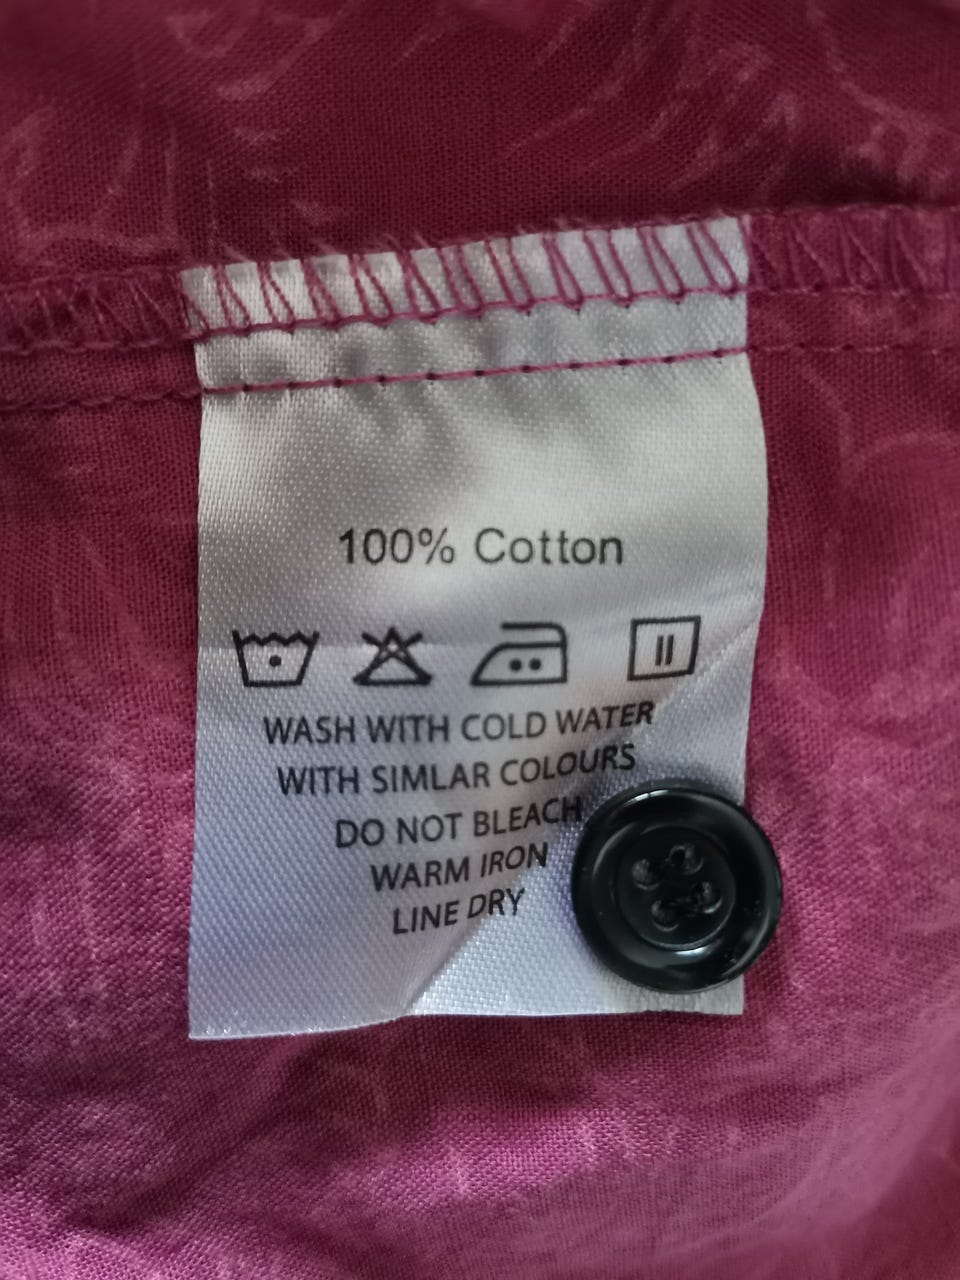 100% Cotton
WASH WITH COLD WATER
WITH SIMLAR COLOURS
DO NOT BLEACH
WARM IRON
LINE DRY